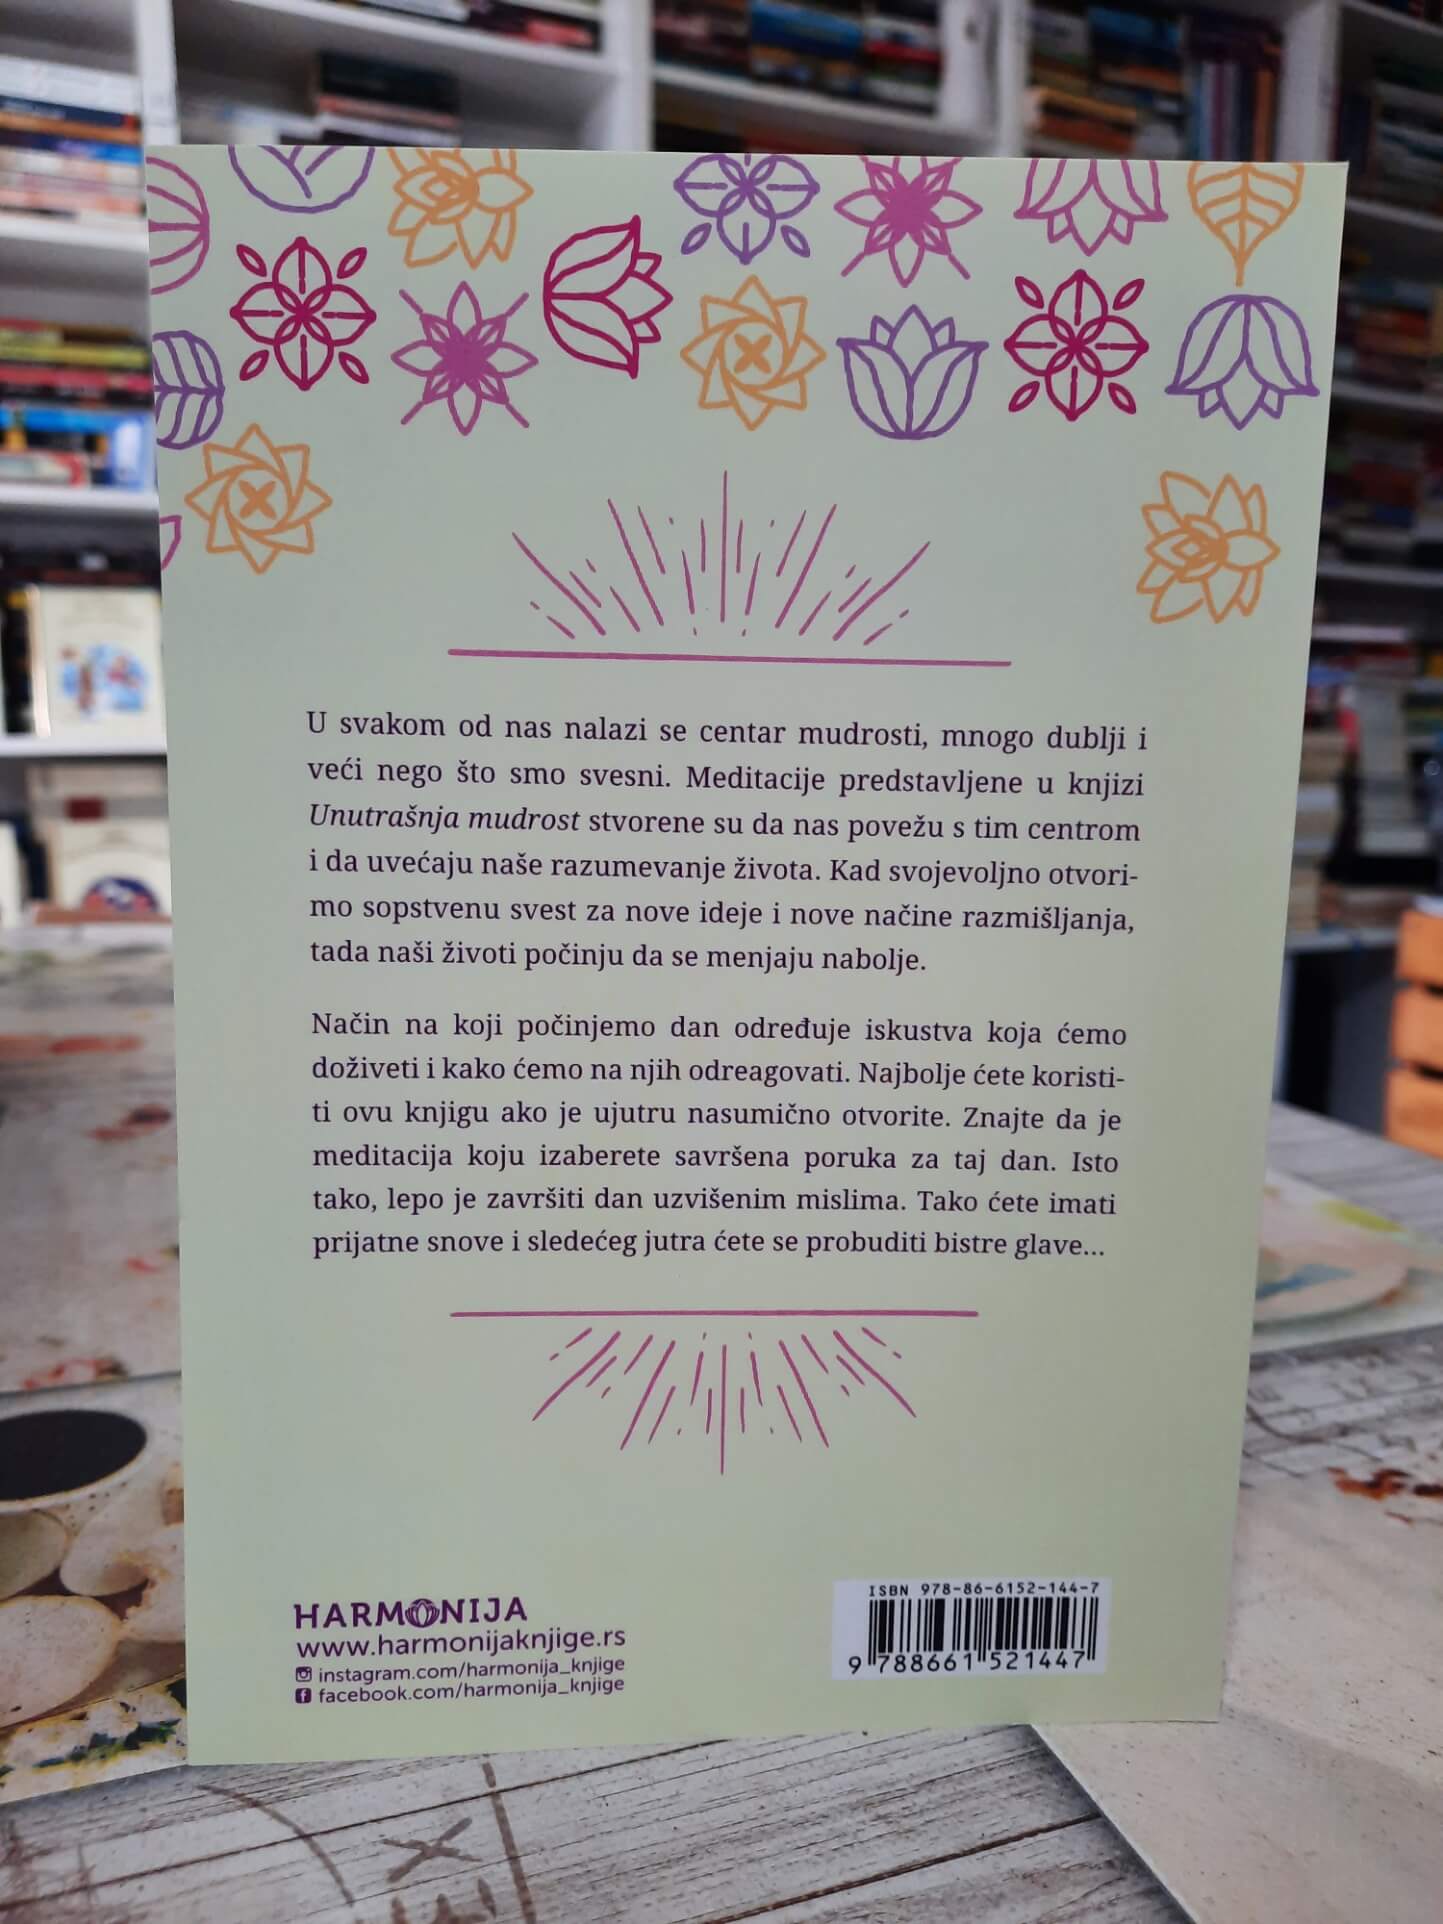 U svakom od nas nalazi se centar mudrosti, mnogo dublji i
veći nego što smo svesni. Meditacije predstavljene u knjizi
Unutrašnja mudrost stvorene su da nas povežu s tim centrom
i da uvećaju naše razumevanje života. Kad svojevoljno otvori-
mo sopstvenu svest za nove ideje i nove načine razmišljanja,
tada naši životi počinju da se menjaju nabolje.
Način na koji počinjemo dan određuje iskustva koja ćemo
doživeti i kako ćemo na njih odreagovati. Najbolje ćete koristi-
ti ovu knjigu ako je ujutru nasumično otvorite. Znajte da je
meditacija koju izaberete savršena poruka za taj dan. Isto
tako, lepo je završiti dan uzvišenim mislima. Tako ćete imati
prijatne snove i sledećeg jutra ćete se probuditi bistre glave...
HARMONIJA
www.harmonijaknjige.rs
instagram.com/harmonija_knjige
facebook.com/harmonija_knjige
ISBN 978-86-6152-144-7
9 788661 521447